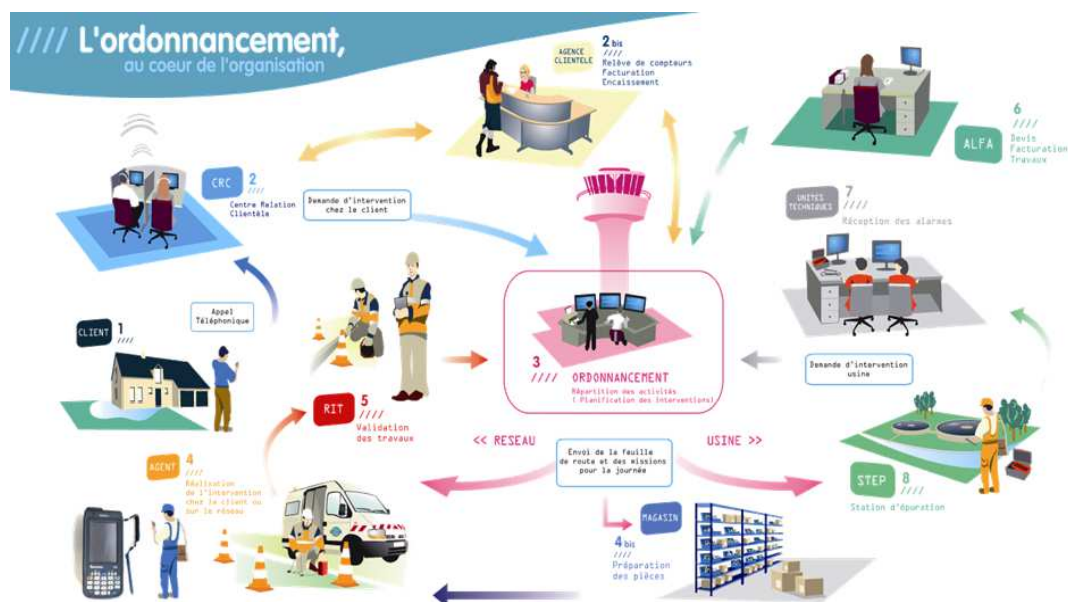 //// L'ordonnancement,
au coeur de l'organisation
AGENCE
CLIENTELE
2 bis
////
Relève de compteurs
Facturation
Encaissement
6
////
ALFA
Devis
Facturation
Travaux
CRC
2
////
Centre Relation
Clientèle
Demande d'intervention
chez le client
UNITES
TECHNIQUES
7
////
Réception des alarmes
Appel
Téléphonique
CLIENT
1
////
3
//// ORDONNANCEMENT
Répartition des activités
( Planification des Interventions)
Demande d'intervention
usine
RIT
5
////
Validation
des travaux
<< RESEAU
USINE >>
Envoi de la feuille
de route et des missions
pour la journée
AGENT
4
////
Réalisation
de l'intervention
chez le client ou
sur le réseau
STEP
8
////
Station d'épuration
MAGASIN
4 bis
////
Préparation
des pièces